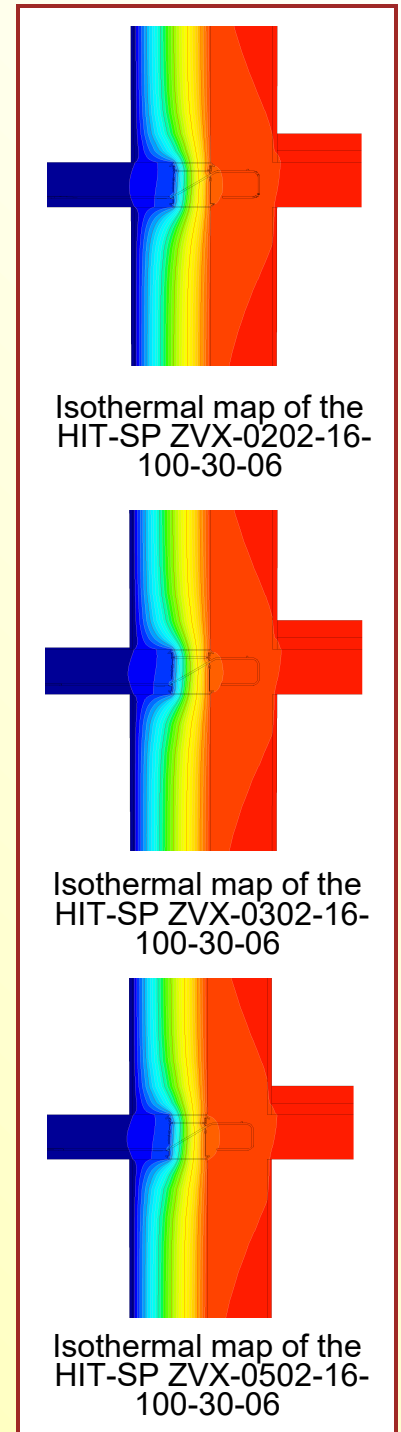 Isothermal map of the
HIT-SP ZVX-0202-16-
100-30-06
Isothermal map of the
HIT-SP ZVX-0302-16-
100-30-06
Isothermal map of the
HIT-SP ZVX-0502-16-
100-30-06